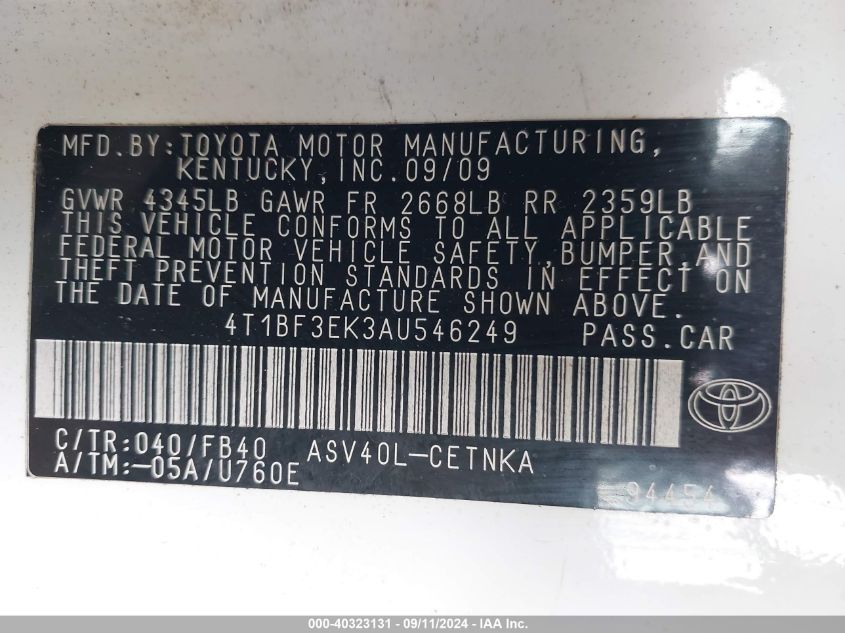 MFD.BY:TOYOTA MOTOR MANUFACTURING,
KENTUCKY,INC.09/09
GVWR 4345LB GAWR FR 2668LB RR 2359LB
THIS VEHICLE CONFORMS TO ALL APPLICABLE
FEDERAL MOTOR VEHICLE SAFETY,BUMPER,AND
THEFT PREVENTION STANDARDS IN EFFECT ON
THE DATE OF MANUFACTURE SHOWN ABOVE.
4T1BF3EK3AU546249 PASS.CAR
C/TR:040/FB40 ASV40L-CETNKA
A/TM:-05A/U760E
94454
000-40323131 - 09/11/2024 - IAA Inc.